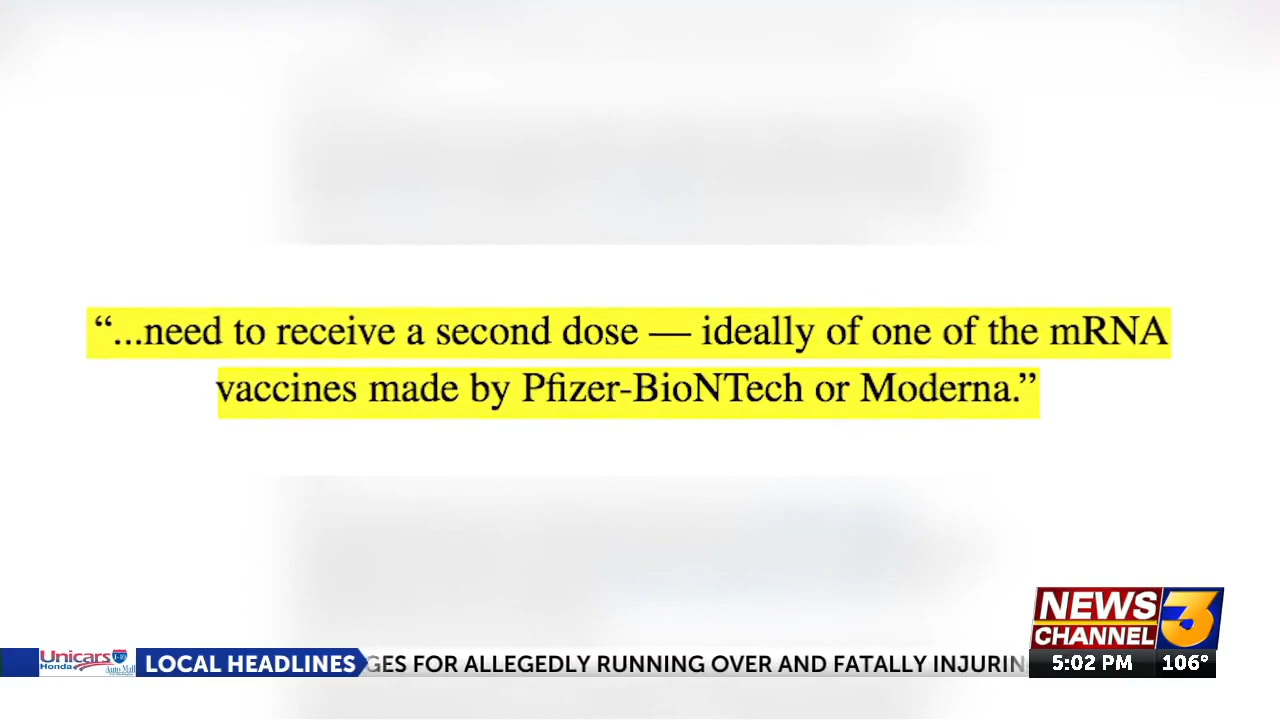 “...need to receive a second dose — ideally of one of the mRNA
vaccines made by Pfizer-BioNTech or Moderna.”
NEWS
CHANNEL 3
Unicars
Honda
LOCAL HEADLINES
GES FOR ALLEGEDLY RUNNING OVER AND FATALLY INJURIN
5:02 PM 106°